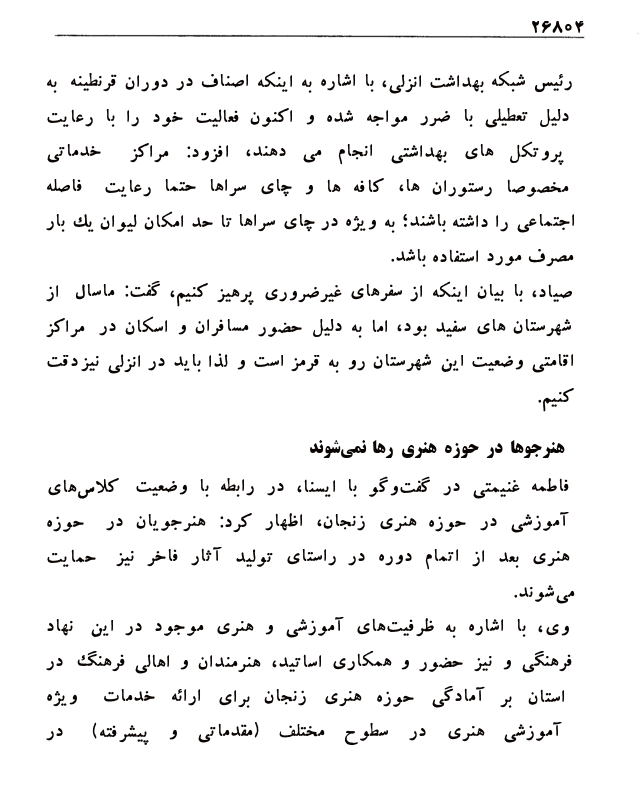 ۲۶۸۰۴
رئیس شبکه بهداشت انزلی، با اشاره به اینکه اصناف در دوران قرنطینه به
دلیل تعطیلی با ضرر مواجه شده و اکنون فعالیت خود را با رعایت
پروتکل های بهداشتی انجام می دهند، افزود: مراکز خدماتی
مخصوصا رستوران ها، کافه ها و چای سراها حتما رعایت فاصله
اجتماعی را داشته باشند؛ به ویژه در چای سراها تا حد امکان لیوان یك بار
مصرف مورد استفاده باشد.
صیاد، با بیان اینکه از سفرهای غیرضروری پرهیز کنیم، گفت: ماسال از
شهرستان های سفید بود، اما به دلیل حضور مسافران و اسکان در مراکز
اقامتی وضعیت این شهرستان رو به قرمز است و لذا باید در انزلی نیز دقت
کنیم.
هنرجوها در حوزه هنری رها نمی‌شوند
فاطمه غنیمتی در گفت‌وگو با ایسنا، در رابطه با وضعیت کلاس‌های
آموزشی در حوزه هنری زنجان، اظهار کرد: هنرجویان در حوزه
هنری بعد از اتمام دوره در راستای تولید آثار فاخر نیز حمایت
می‌شوند.
وی، با اشاره به ظرفیت‌های آموزشی و هنری موجود در این نهاد
فرهنگی و نیز حضور و همکاری اساتید، هنرمندان و اهالی فرهنگ در
استان بر آمادگی حوزه هنری زنجان برای ارائه خدمات ویژه
آموزشی هنری در سطوح مختلف (مقدماتی و پیشرفته) در